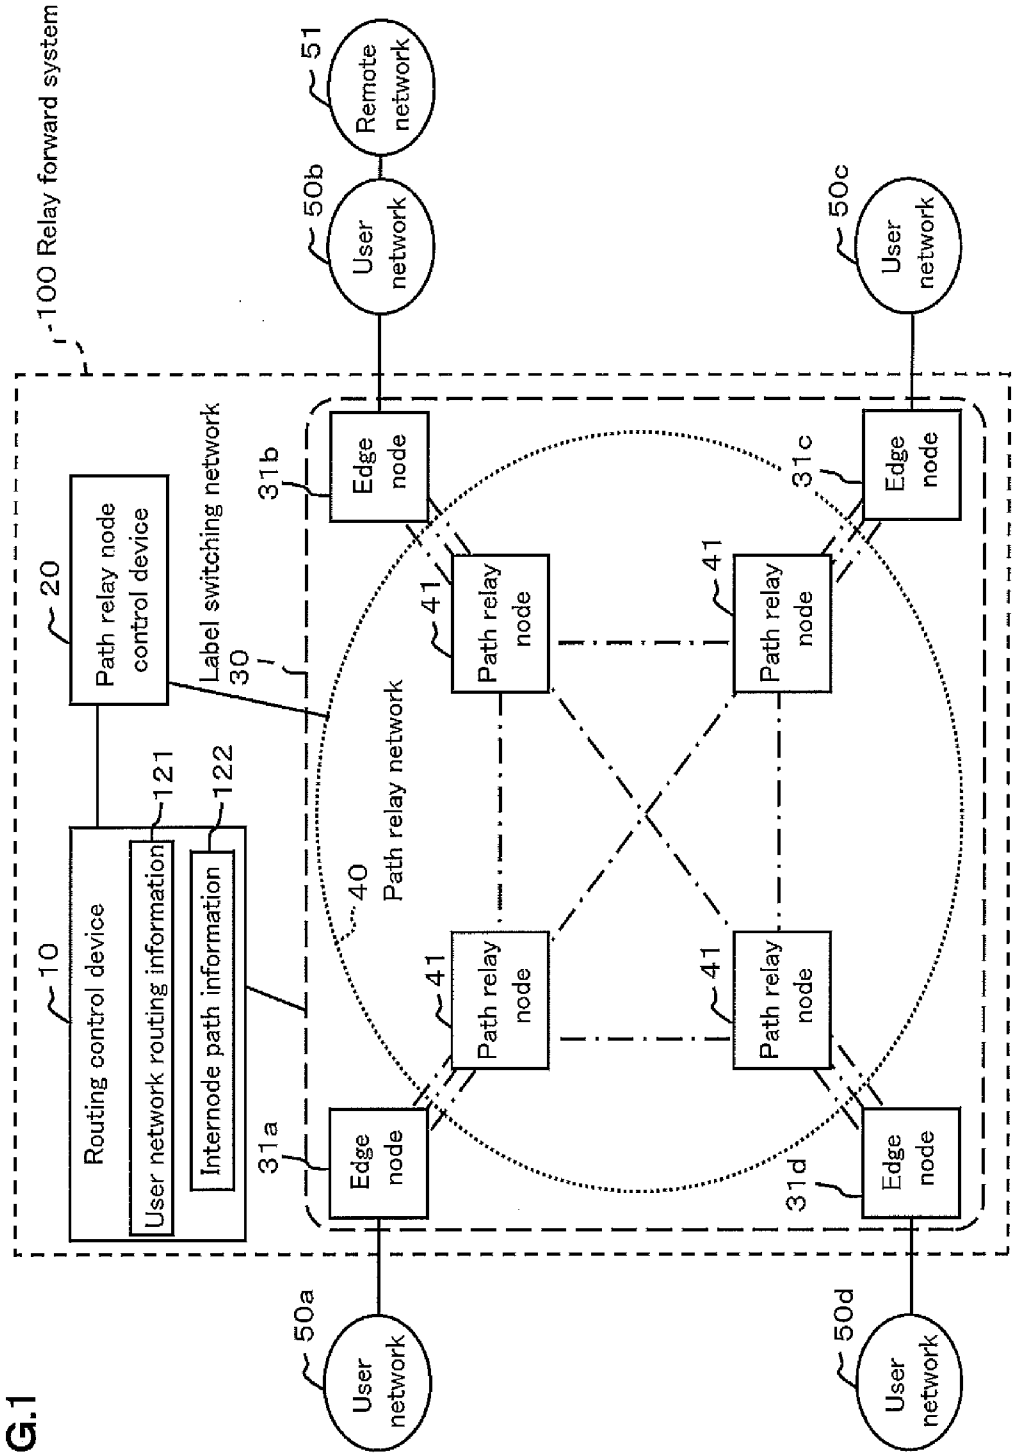 G.1
100 Relay forward system
10
Routing control device
User network routing information
121
Internode path information
122
20
Path relay node
control device
Label switching network
30
40
Path relay network
31a
Edge
node
31b
Edge
node
41
Path relay
node
41
Path relay
node
41
Path relay
node
41
Path relay
node
31d
Edge
node
31c
Edge
node
50a
User
network
50b
User
network
51
Remote
network
50d
User
network
50c
User
network